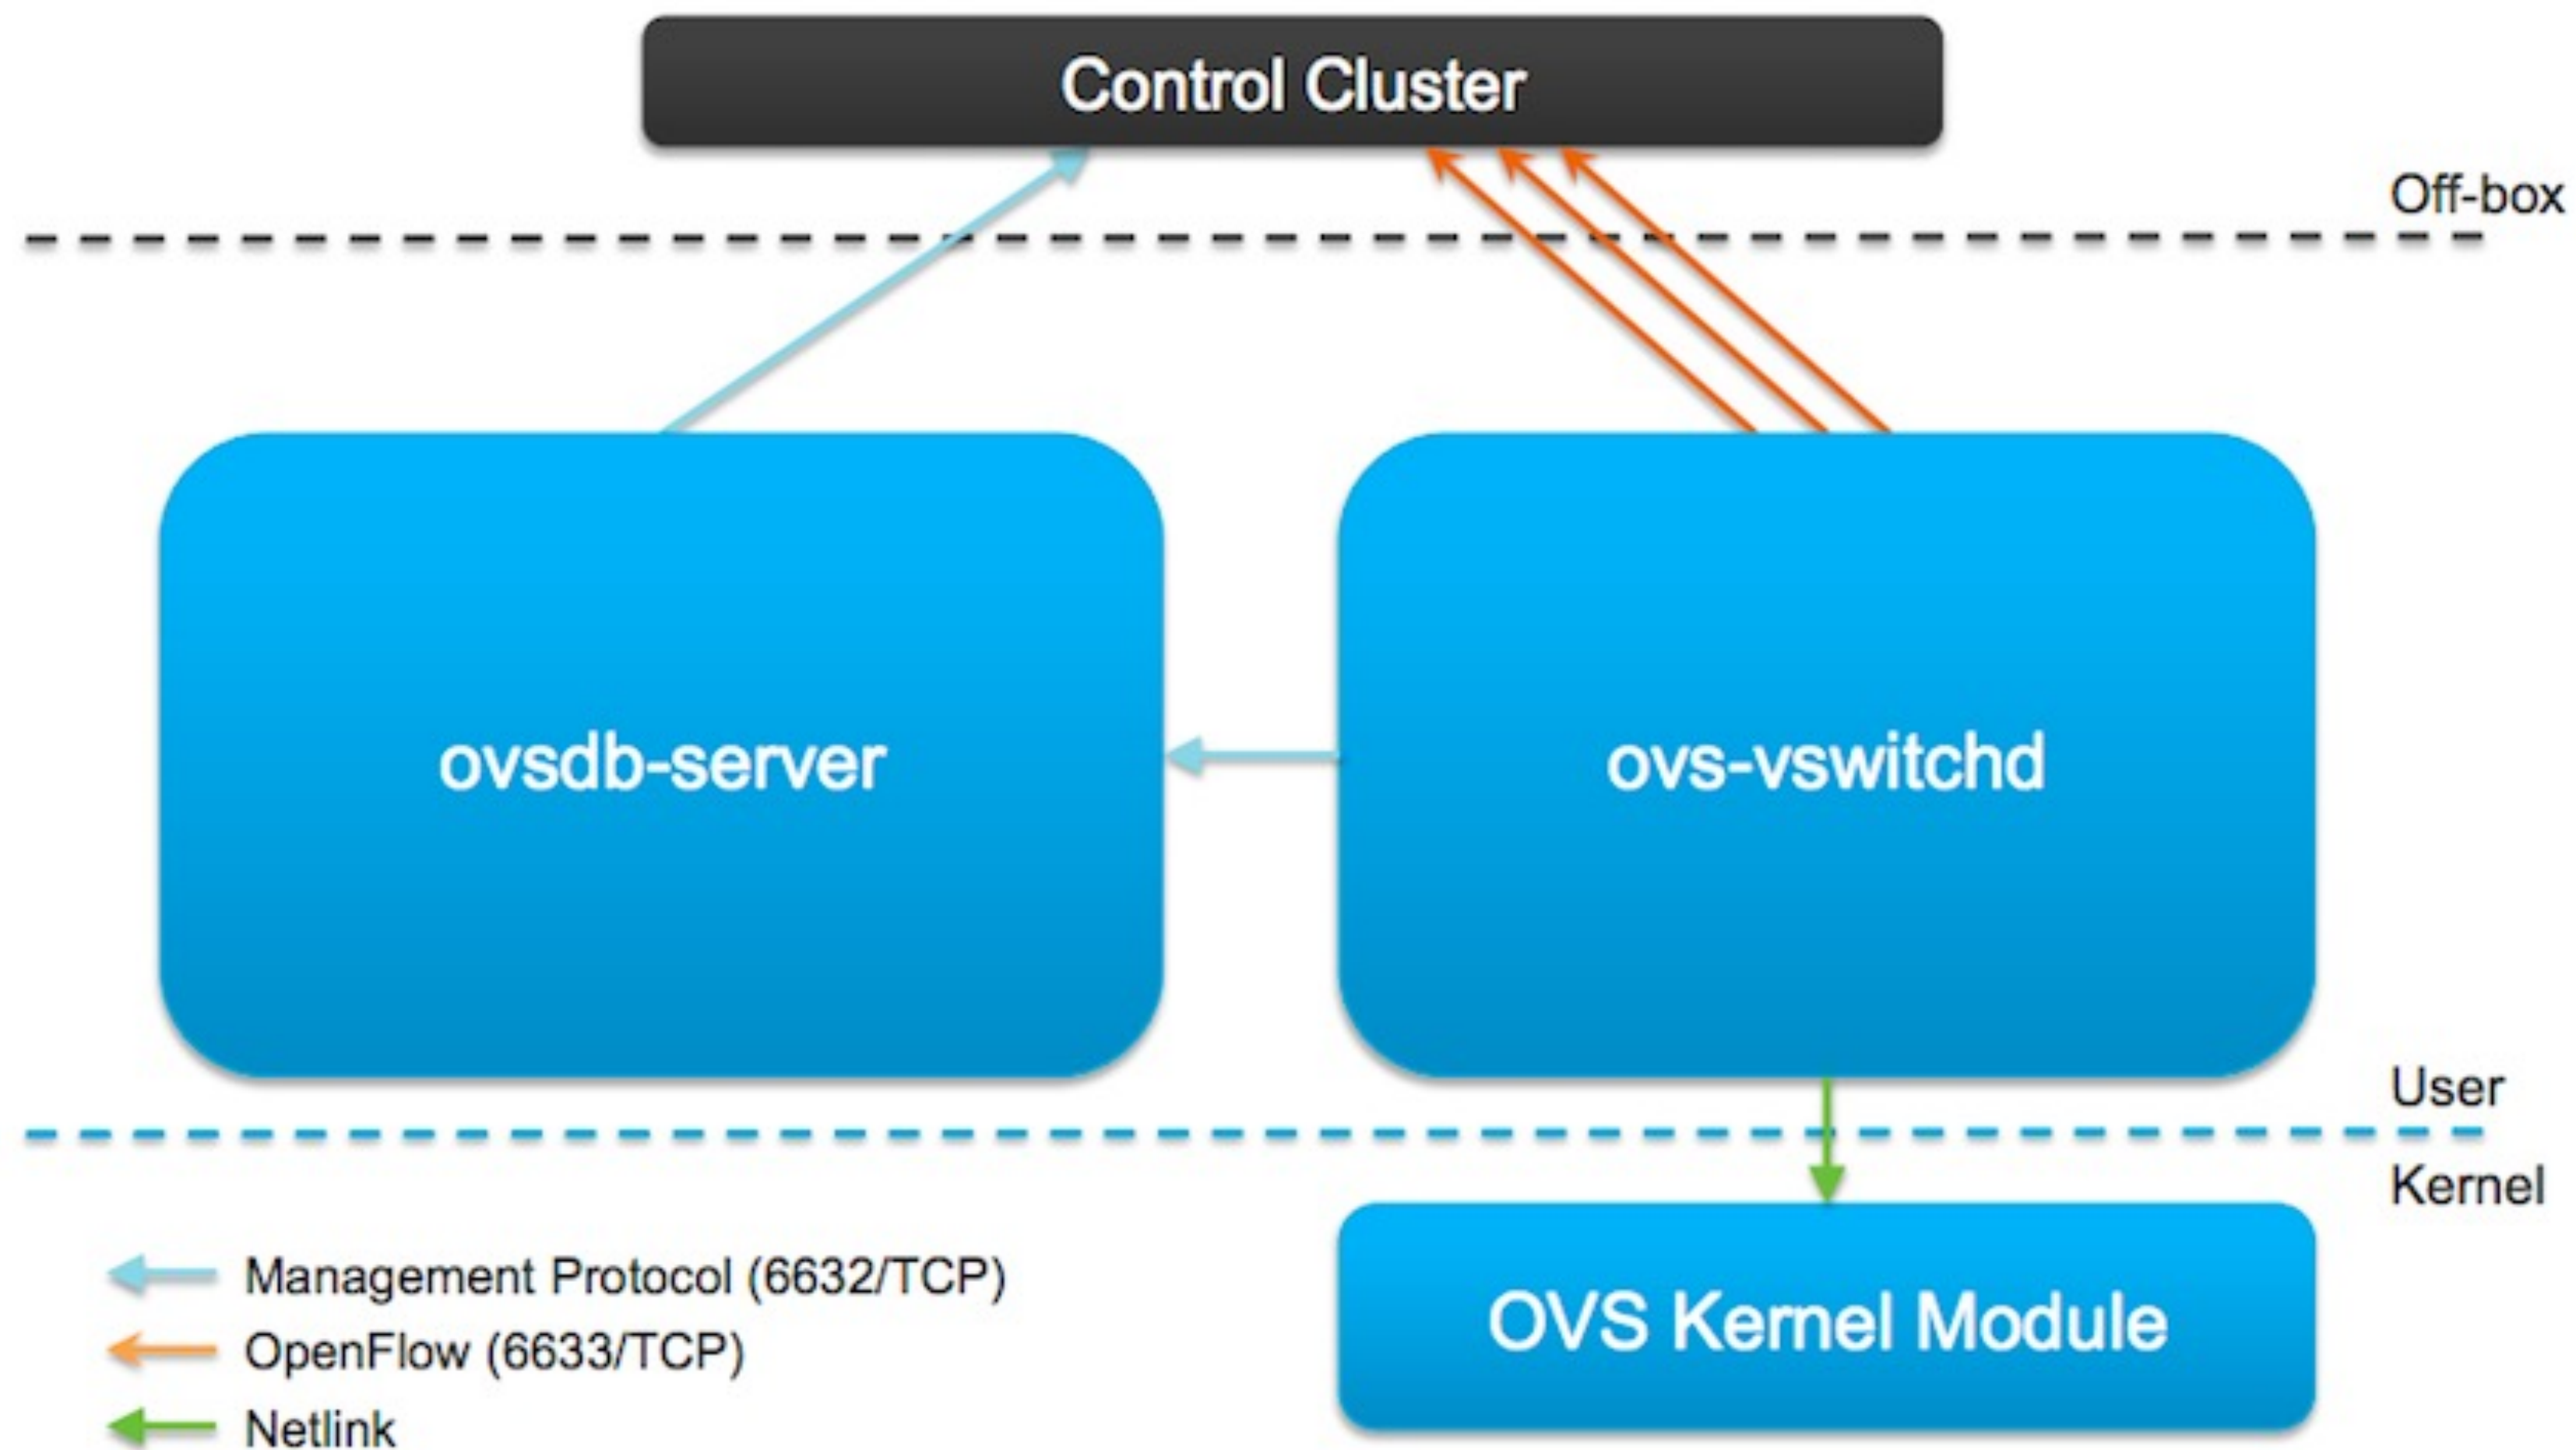 Control Cluster
Off-box
ovsdb-server
ovs-vswitchd
User
Kernel
Management Protocol (6632/TCP)
OpenFlow (6633/TCP)
Netlink
OVS Kernel Module